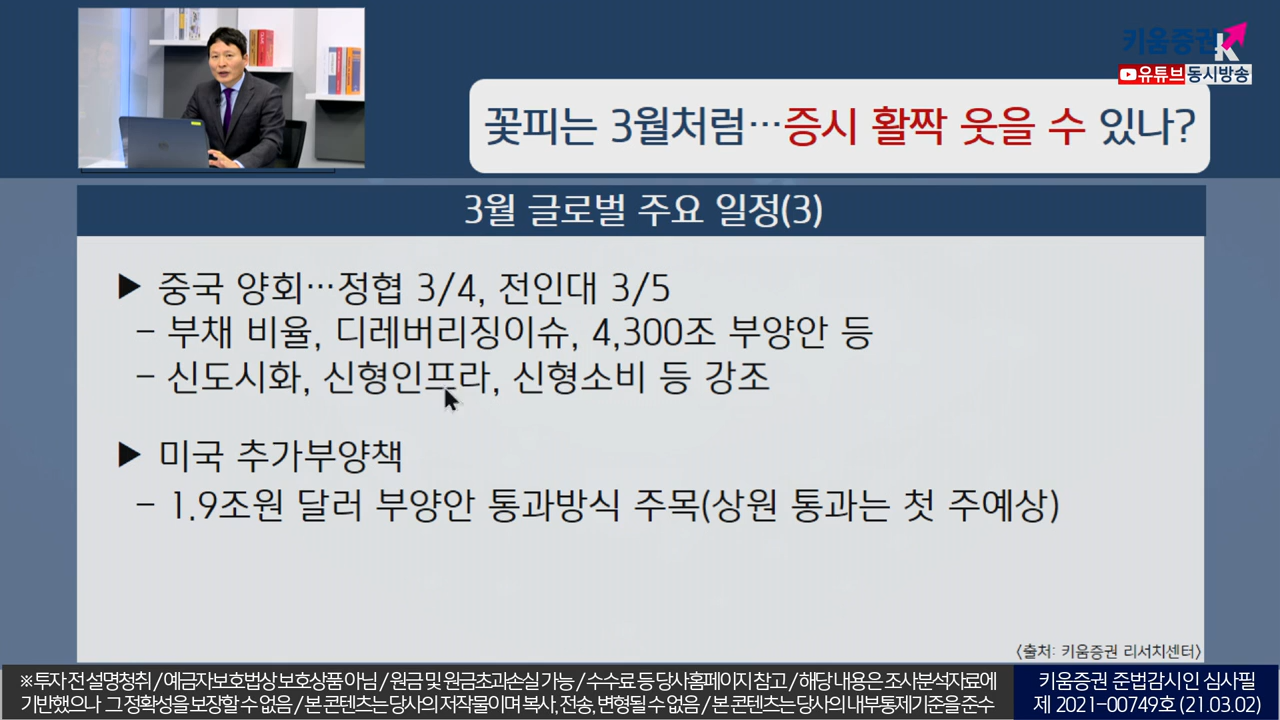 키움증권
유튜브동시방송
꽃피는 3월처럼…증시 활짝 웃을 수 있나?
3월 글로벌 주요 일정(3)
▶ 중국 양회…정협 3/4, 전인대 3/5
- 부채 비율, 디레버리징이슈, 4,300조 부양안 등
- 신도시화, 신형인프라, 신형소비 등 강조
▶ 미국 추가부양책
- 1.9조원 달러 부양안 통과방식 주목(상원 통과는 첫 주예상)
<출처: 키움증권 리서치센터>
※ 투자 전 설명청취 / 예금자보호법상 보호상품 아님 / 원금 및 원금초과손실 가능 / 수수료 등 당사홈페이지 참고 / 해당 내용은 조사분석자료에
기반했으나 그 정확성을 보장할 수 없음 / 본 콘텐츠는 당사의 저작물이며 복사, 전송, 변형될 수 없음 / 본 콘텐츠는 당사의 내부통제기준을 준수
키움증권 준법감시인 심사필
제 2021-00749호 (21.03.02)